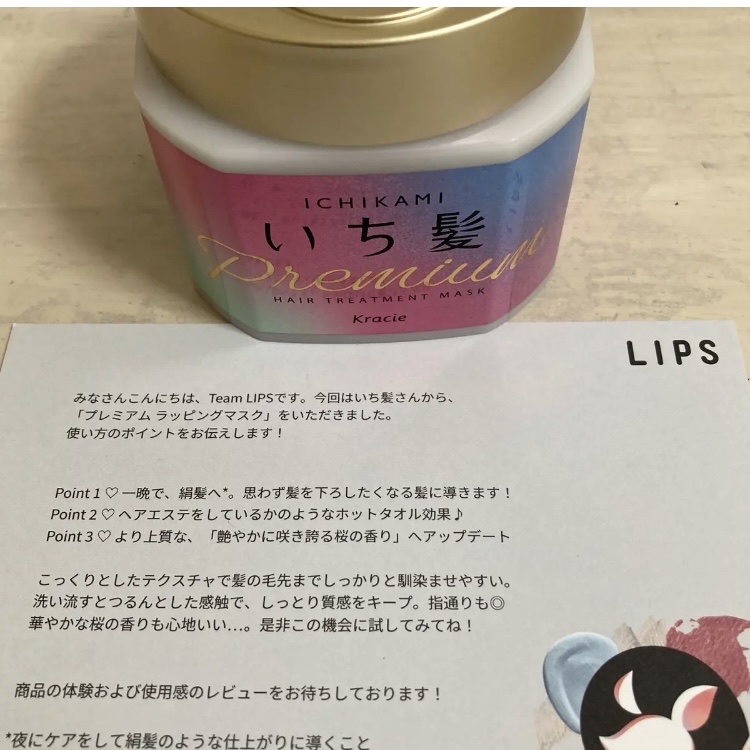 ICHIKAMI
いち髪
Premium
HAIR TREATMENT MASK
Kracie
LIPS
みなさんこんにちは、Team LIPSです。今回はいち髪さんから、
「プレミアム ラッピングマスク」をいただきました。
使い方のポイントをお伝えします！
Point 1 ♡ 一晩で、絹髪へ*。思わず髪を下ろしたくなる髪に導きます！
Point 2 ♡ ヘアエステをしているかのようなホットタオル効果♪
Point 3 ♡ より上質な、「艶やかに咲き誇る桜の香り」へアップデート
こっくりとしたテクスチャで髪の毛先までしっかりと馴染ませやすい。
洗い流すとつるんとした感触で、しっとり質感をキープ。指通りも◎
華やかな桜の香りも心地いい…。是非この機会に試してみてね！
商品の体験および使用感のレビューをお待ちしております！
*夜にケアをして絹髪のような仕上がりに導くこと